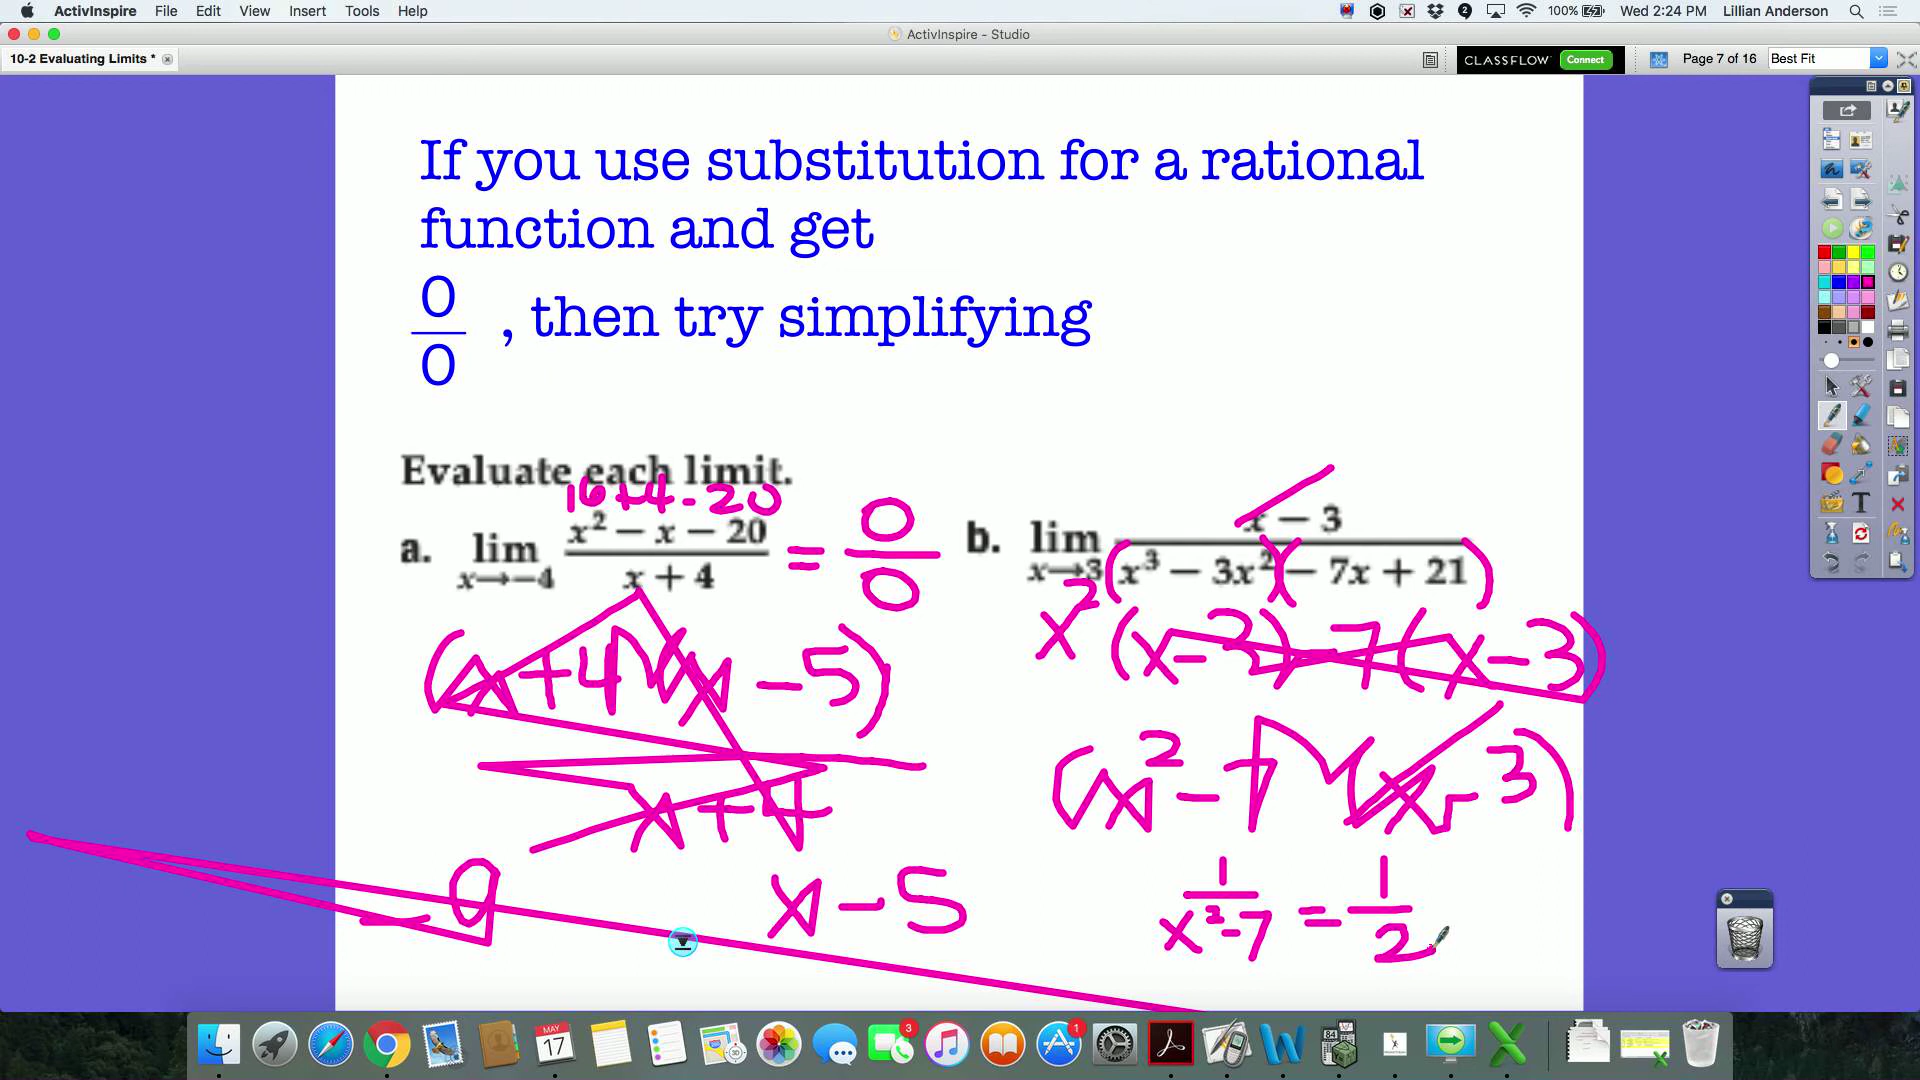 ActivInspire File Edit View Insert Tools Help 2 100% Wed 2:24 PM Lillian Anderson
ActivInspire - Studio
10-2 Evaluating Limits * CLASSFLOW Connect Page 7 of 16 Best Fit
If you use substitution for a rational
function and get
0/0 , then try simplifying
Evaluate each limit.
16+4-20
a. lim x→-4 (x² - x - 20)/(x + 4) = 0/0
(x+4)(x-5)
x+4
x-5
-9
b. lim x→3 (x - 3)/(x³ - 3x² - 7x + 21)
x²(x-3)-7(x-3)
(x²-7)(x-3)
1/(x²-7) = 1/2
MAY 17 3 1